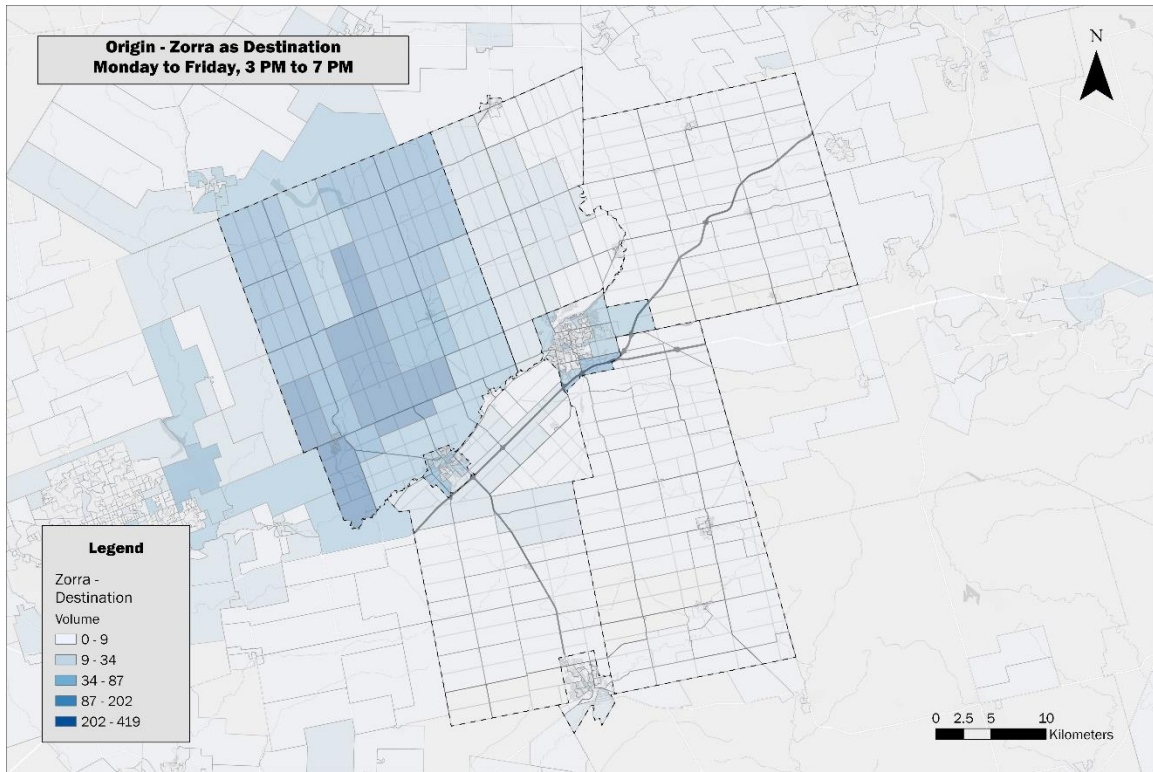 Origin - Zorra as Destination
Monday to Friday, 3 PM to 7 PM
N
Legend
Zorra -
Destination
Volume
0 - 9
9 - 34
34 - 87
87 - 202
202 - 419
0 2.5 5 10
Kilometers